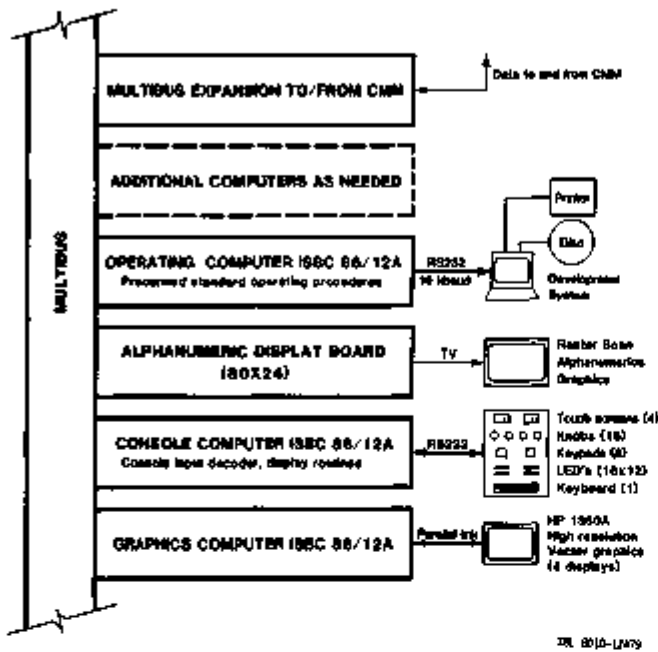 MULTIBUS
MULTIBUS EXPANSION TO/FROM CMM
Data to and from CMM
ADDITIONAL COMPUTERS AS NEEDED
Printer
Disc
OPERATING COMPUTER ISBC 86/12A
Processed standard operating procedures
RS232
Development
System
ALPHANUMERIC DISPLAY BOARD
(80X24)
TV
Raster Scan
Alphanumerics
Graphics
CONSOLE COMPUTER ISBC 86/12A
Console input decoder, display routines
RS232
Touch screens (4)
Knobs (16)
Keypads
LED's (16x12)
Keyboard (1)
GRAPHICS COMPUTER ISBC 86/12A
Parallel link
High resolution
Vector graphics
(4 displays)